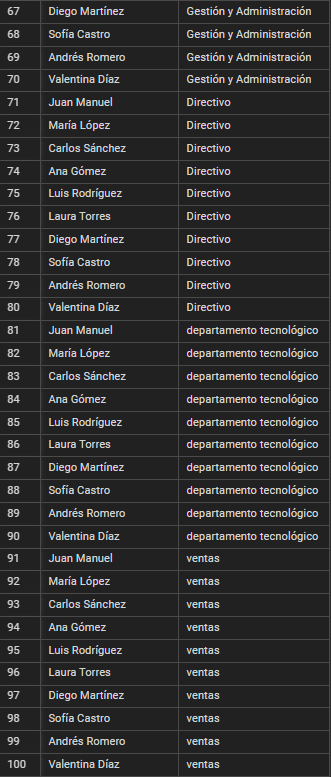 67 Diego Martínez Gestión y Administración
68 Sofía Castro Gestión y Administración
69 Andrés Romero Gestión y Administración
70 Valentina Díaz Gestión y Administración
71 Juan Manuel Directivo
72 María López Directivo
73 Carlos Sánchez Directivo
74 Ana Gómez Directivo
75 Luis Rodríguez Directivo
76 Laura Torres Directivo
77 Diego Martínez Directivo
78 Sofía Castro Directivo
79 Andrés Romero Directivo
80 Valentina Díaz Directivo
81 Juan Manuel departamento tecnológico
82 María López departamento tecnológico
83 Carlos Sánchez departamento tecnológico
84 Ana Gómez departamento tecnológico
85 Luis Rodríguez departamento tecnológico
86 Laura Torres departamento tecnológico
87 Diego Martínez departamento tecnológico
88 Sofía Castro departamento tecnológico
89 Andrés Romero departamento tecnológico
90 Valentina Díaz departamento tecnológico
91 Juan Manuel ventas
92 María López ventas
93 Carlos Sánchez ventas
94 Ana Gómez ventas
95 Luis Rodríguez ventas
96 Laura Torres ventas
97 Diego Martínez ventas
98 Sofía Castro ventas
99 Andrés Romero ventas
100 Valentina Díaz ventas